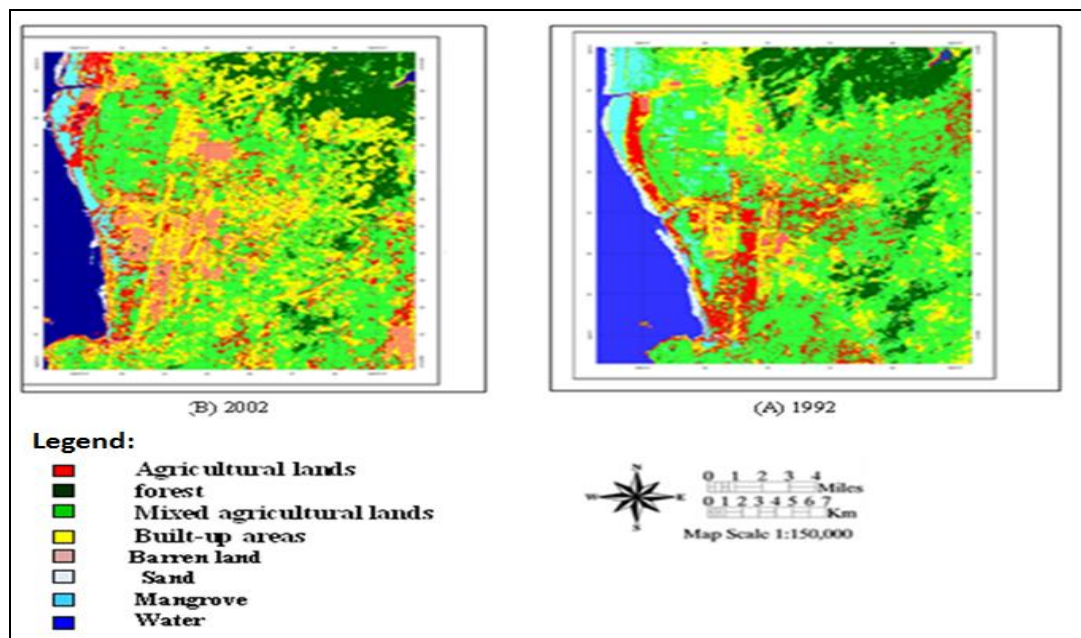 (B) 2002
(A) 1992
Legend:
Agricultural lands
forest
Mixed agricultural lands
Built-up areas
Barren land
Sand
Mangrove
Water
N
W E
S
0 1 2 3 4
Miles
0 1 2 3 4 5 6 7
Km
Map Scale 1:150,000